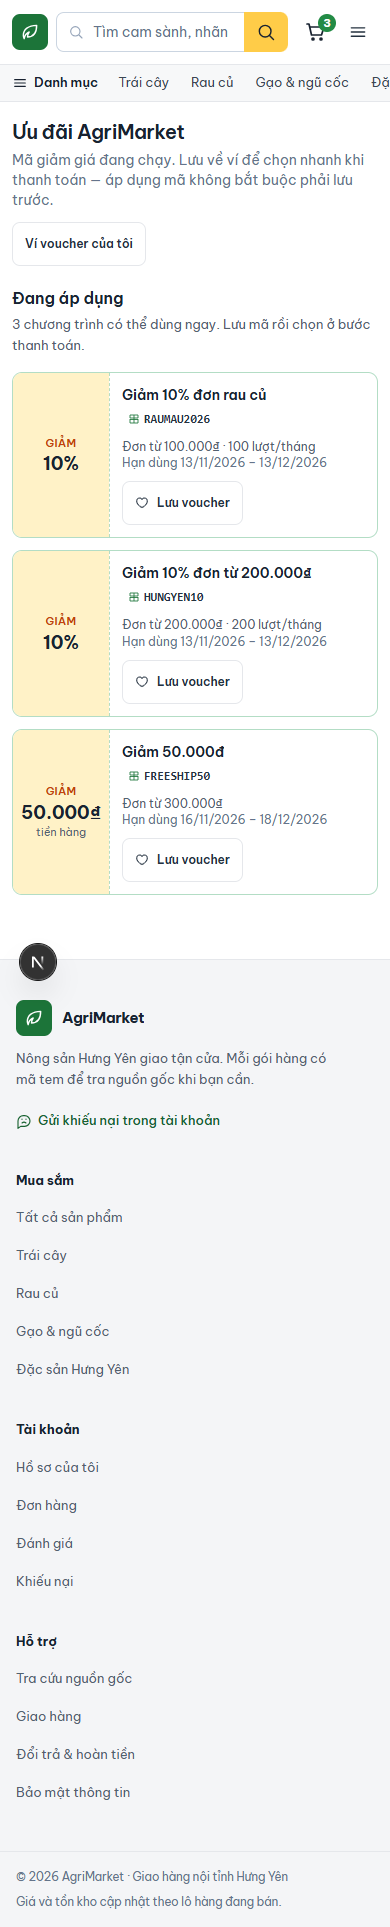 Tìm cam sành, nhãn
3
Danh mục Trái cây Rau củ Gạo & ngũ cốc Đặ
Ưu đãi AgriMarket
Mã giảm giá đang chạy. Lưu về ví để chọn nhanh khi
thanh toán — áp dụng mã không bắt buộc phải lưu
trước.
Ví voucher của tôi
Đang áp dụng
3 chương trình có thể dùng ngay. Lưu mã rồi chọn ở bước
thanh toán.
GIẢM
10%
Giảm 10% đơn rau củ
RAUMAU2026
Đơn từ 100.000₫ · 100 lượt/tháng
Hạn dùng 13/11/2026 – 13/12/2026
Lưu voucher
GIẢM
10%
Giảm 10% đơn từ 200.000₫
HUNGYEN10
Đơn từ 200.000₫ · 200 lượt/tháng
Hạn dùng 13/11/2026 – 13/12/2026
Lưu voucher
GIẢM
50.000₫
tiền hàng
Giảm 50.000đ
FREESHIP50
Đơn từ 300.000₫
Hạn dùng 16/11/2026 – 18/12/2026
Lưu voucher
N
AgriMarket
Nông sản Hưng Yên giao tận cửa. Mỗi gói hàng có
mã tem để tra nguồn gốc khi bạn cần.
Gửi khiếu nại trong tài khoản
Mua sắm
Tất cả sản phẩm
Trái cây
Rau củ
Gạo & ngũ cốc
Đặc sản Hưng Yên
Tài khoản
Hồ sơ của tôi
Đơn hàng
Đánh giá
Khiếu nại
Hỗ trợ
Tra cứu nguồn gốc
Giao hàng
Đổi trả & hoàn tiền
Bảo mật thông tin
© 2026 AgriMarket · Giao hàng nội tỉnh Hưng Yên
Giá và tồn kho cập nhật theo lô hàng đang bán.